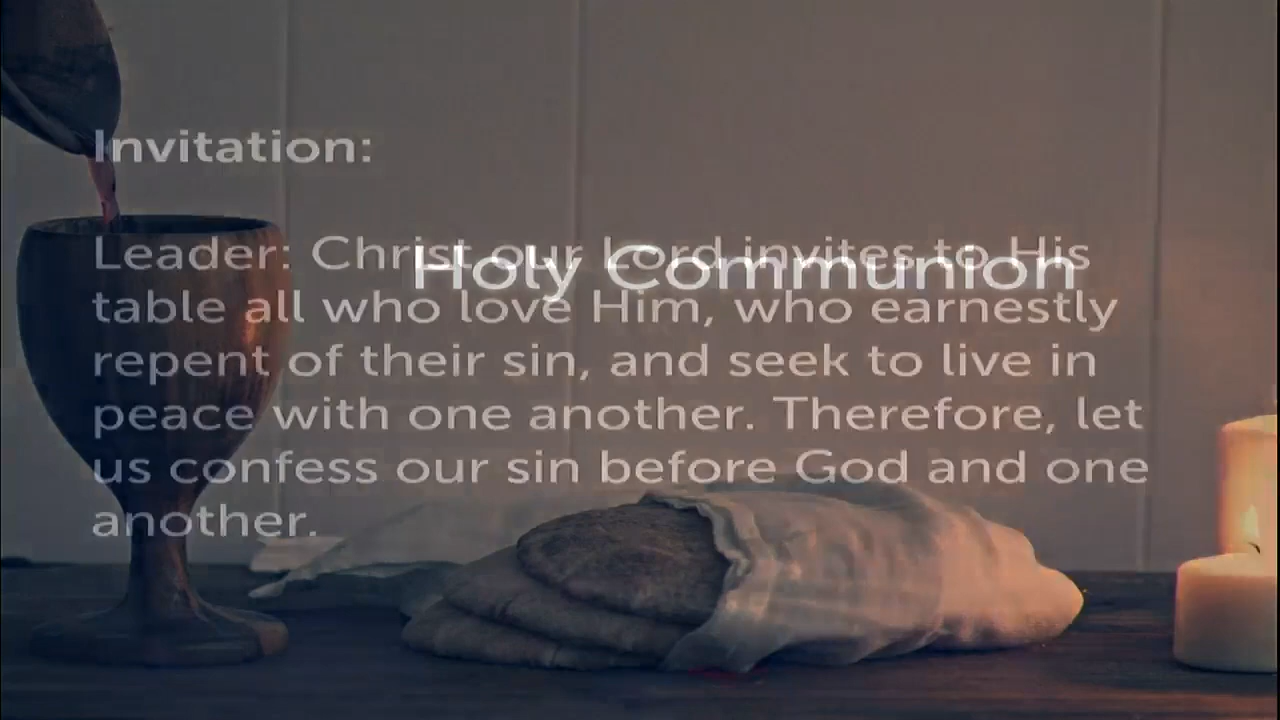 Invitation:
Leader: Christ our Lord invites to His
Holy Communion
table all who love Him, who earnestly
repent of their sin, and seek to live in
peace with one another. Therefore, let
us confess our sin before God and one
another.